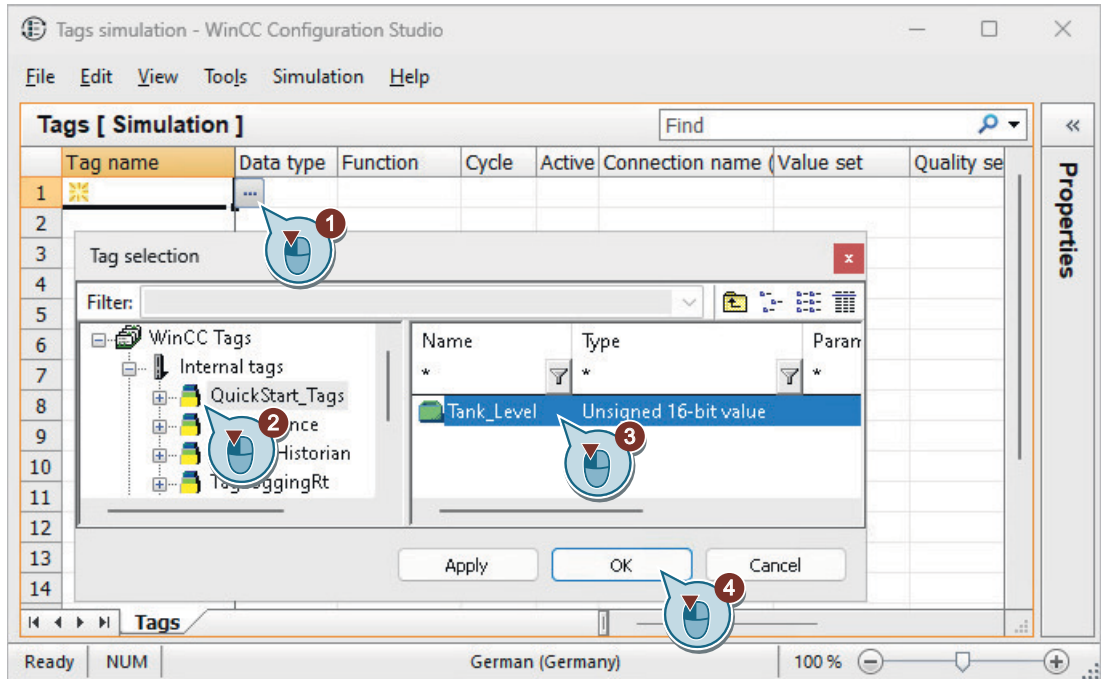 Tags simulation - WinCC Configuration Studio
File Edit View Tools Simulation Help
Tags [ Simulation ]
Find
Tag name Data type Function Cycle Active Connection name ( Value set Quality se
1
...
1
2
3
Tag selection
4
Filter:
5
6
WinCC Tags
Name Type Param
7
Internal tags
* * *
8
QuickStart_Tags
Tank_Level Unsigned 16-bit value
9
2
nce
3
10
Historian
11
TagLoggingRt
12
13
Apply OK Cancel
14
4
Tags
Properties
Ready NUM German (Germany) 100 %